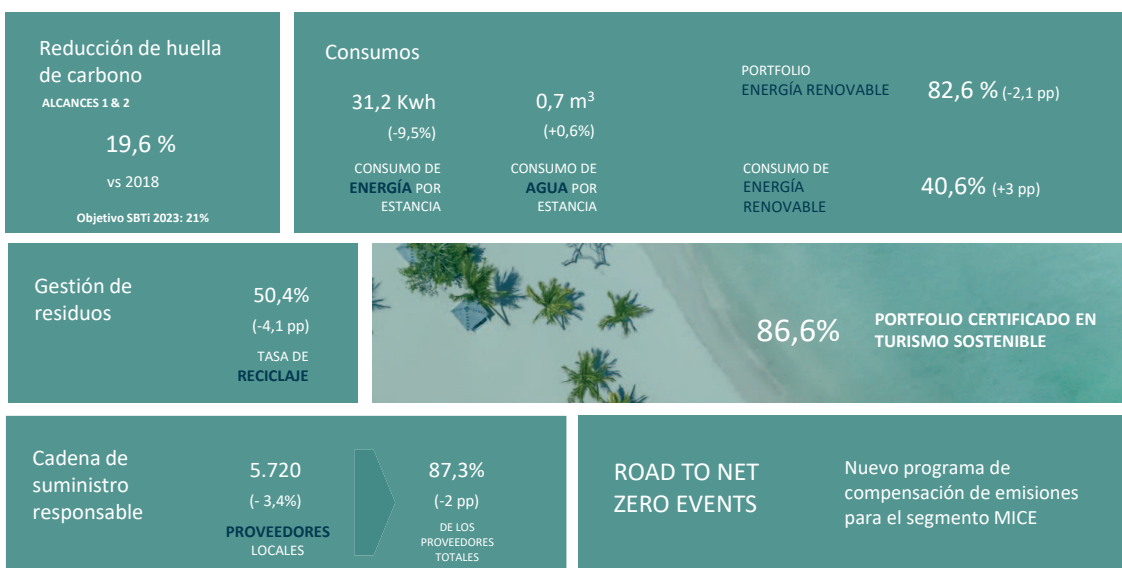 Reducción de huella
de carbono
ALCANCES 1 & 2
19,6 %
vs 2018
Objetivo SBTi 2023: 21%
Consumos
31,2 Kwh
(-9,5%)
CONSUMO DE
ENERGÍA POR
ESTANCIA
0,7 m³
(+0,6%)
CONSUMO DE
AGUA POR
ESTANCIA
PORTFOLIO
ENERGÍA RENOVABLE
82,6 % (-2,1 pp)
CONSUMO DE
ENERGÍA
RENOVABLE
40,6% (+3 pp)
Gestión de
residuos
50,4%
(-4,1 pp)
TASA DE
RECICLAJE
86,6%
PORTFOLIO CERTIFICADO EN
TURISMO SOSTENIBLE
Cadena de
suministro
responsable
5.720
(- 3,4%)
PROVEEDORES
LOCALES
87,3%
(-2 pp)
DE LOS
PROVEEDORES
TOTALES
ROAD TO NET
ZERO EVENTS
Nuevo programa de
compensación de emisiones
para el segmento MICE